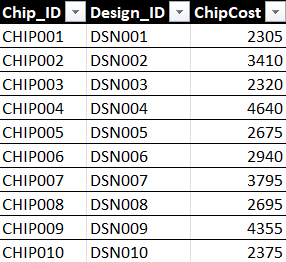 Chip_ID Design_ID ChipCost
CHIP001 DSN001 2305
CHIP002 DSN002 3410
CHIP003 DSN003 2320
CHIP004 DSN004 4640
CHIP005 DSN005 2675
CHIP006 DSN006 2940
CHIP007 DSN007 3795
CHIP008 DSN008 2695
CHIP009 DSN009 4355
CHIP010 DSN010 2375